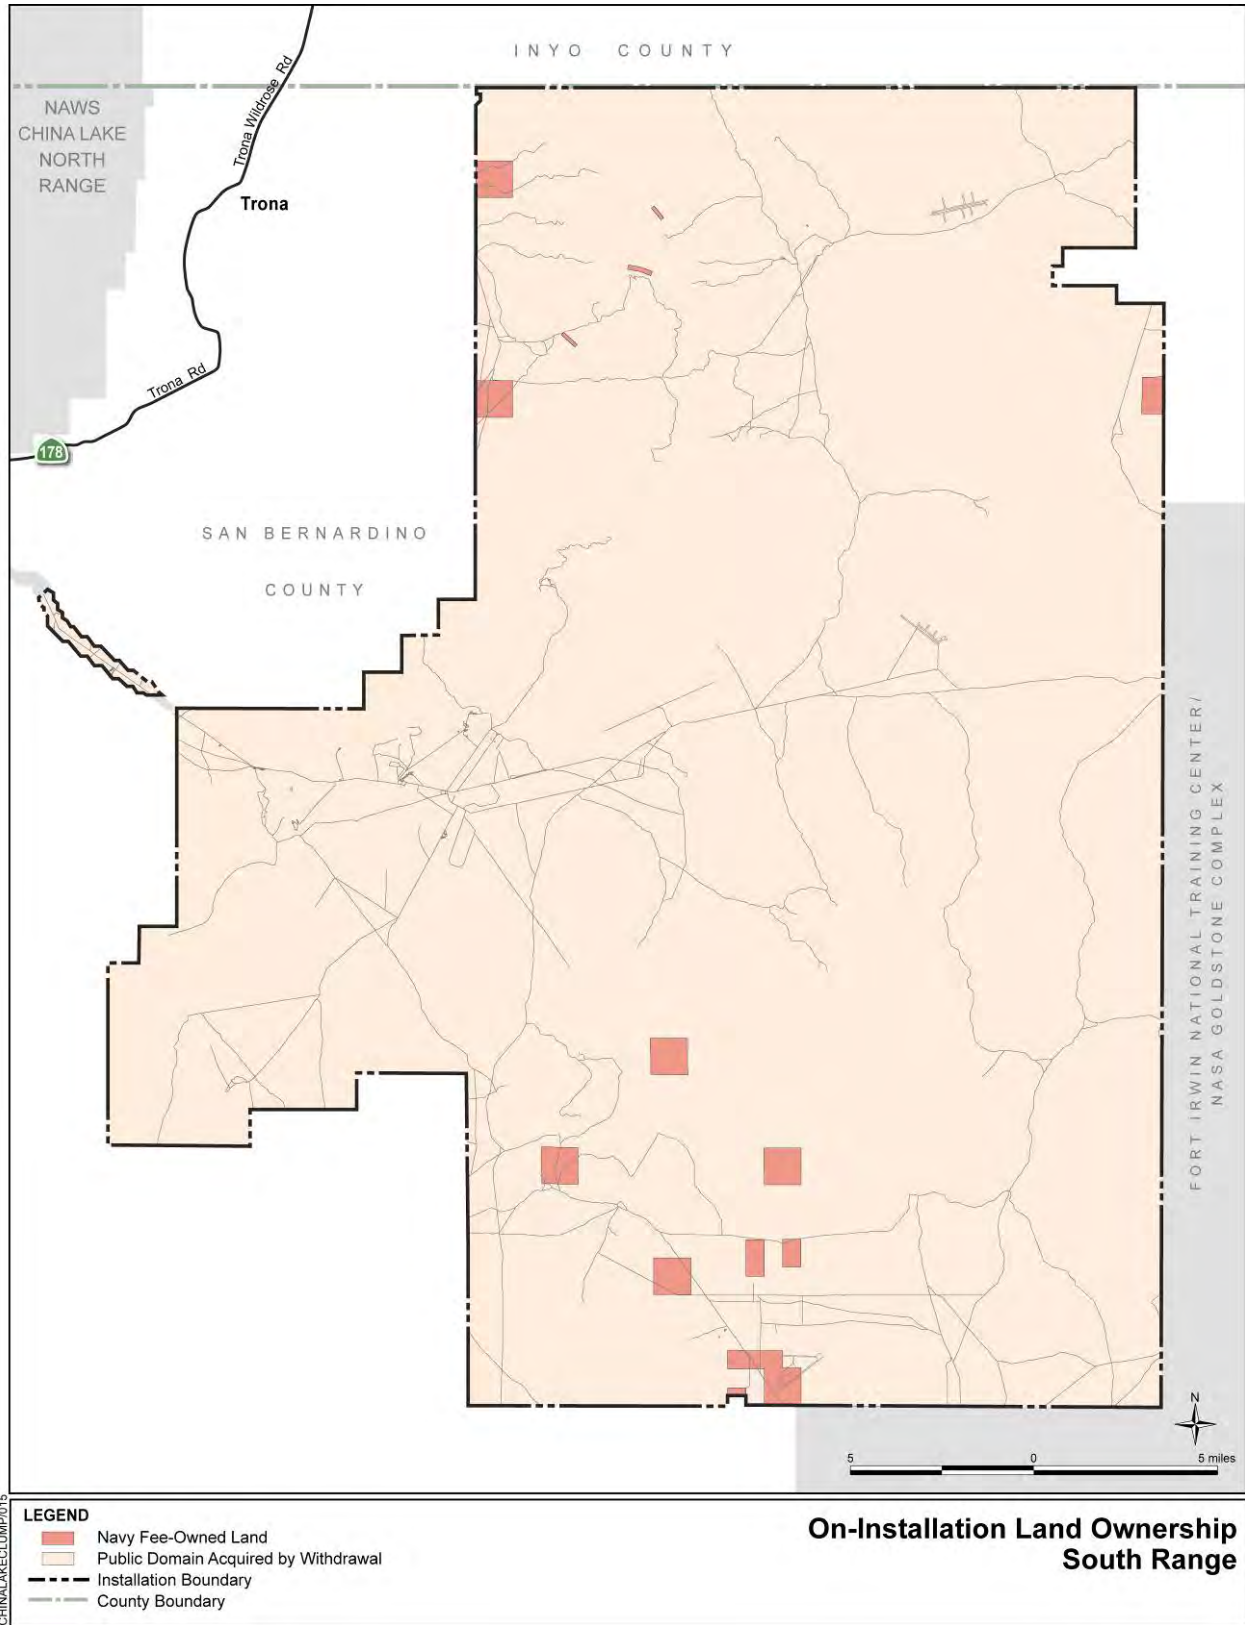 INYO COUNTY
NAWS
CHINA LAKE
NORTH
RANGE
Trona Wildrose Rd
Trona
Trona Rd
178
SAN BERNARDINO
COUNTY
FORT IRWIN NATIONAL TRAINING CENTER/
NASA GOLDSTONE COMPLEX
N
5 0 5 miles
CHINALAKECLUMP/015
LEGEND
Navy Fee-Owned Land
Public Domain Acquired by Withdrawal
Installation Boundary
County Boundary
On-Installation Land Ownership
South Range